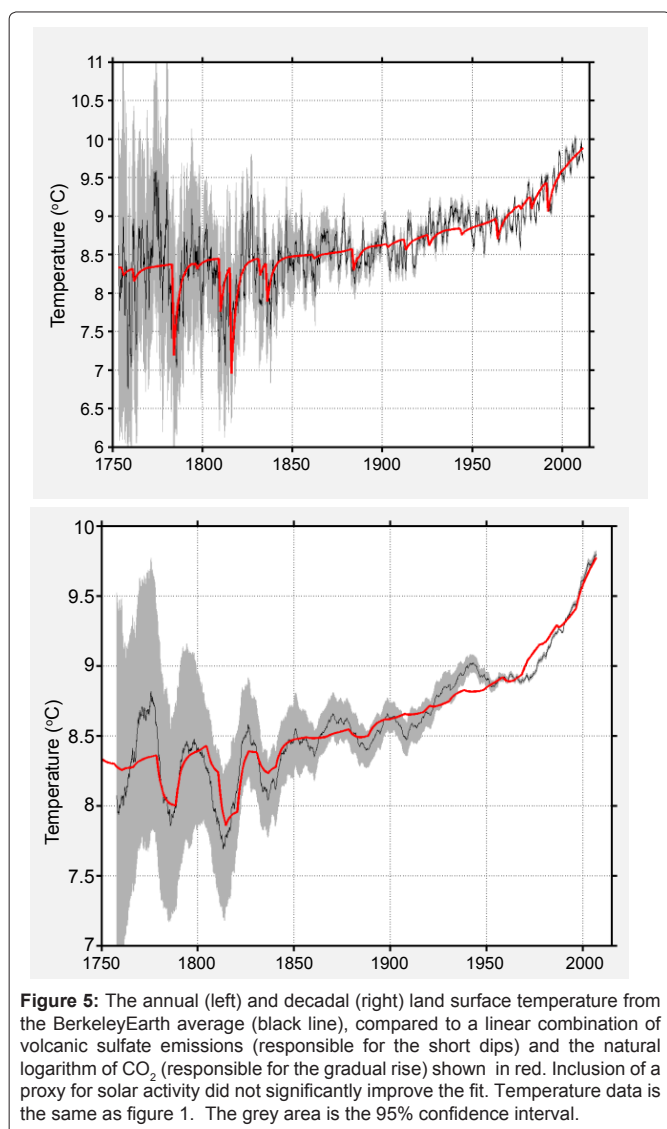 11
10.5
10
9.5
9
8.5
8
7.5
7
6.5
6
Temperature (°C)
1750 1800 1850 1900 1950 2000
10
9.5
9
8.5
8
7.5
7
Temperature (°C)
1750 1800 1850 1900 1950 2000
Figure 5: The annual (left) and decadal (right) land surface temperature from
the BerkeleyEarth average (black line), compared to a linear combination of
volcanic sulfate emissions (responsible for the short dips) and the natural
logarithm of CO₂ (responsible for the gradual rise) shown in red. Inclusion of
a proxy for solar activity did not significantly improve the fit. Temperature data is
the same as figure 1. The grey area is the 95% confidence interval.